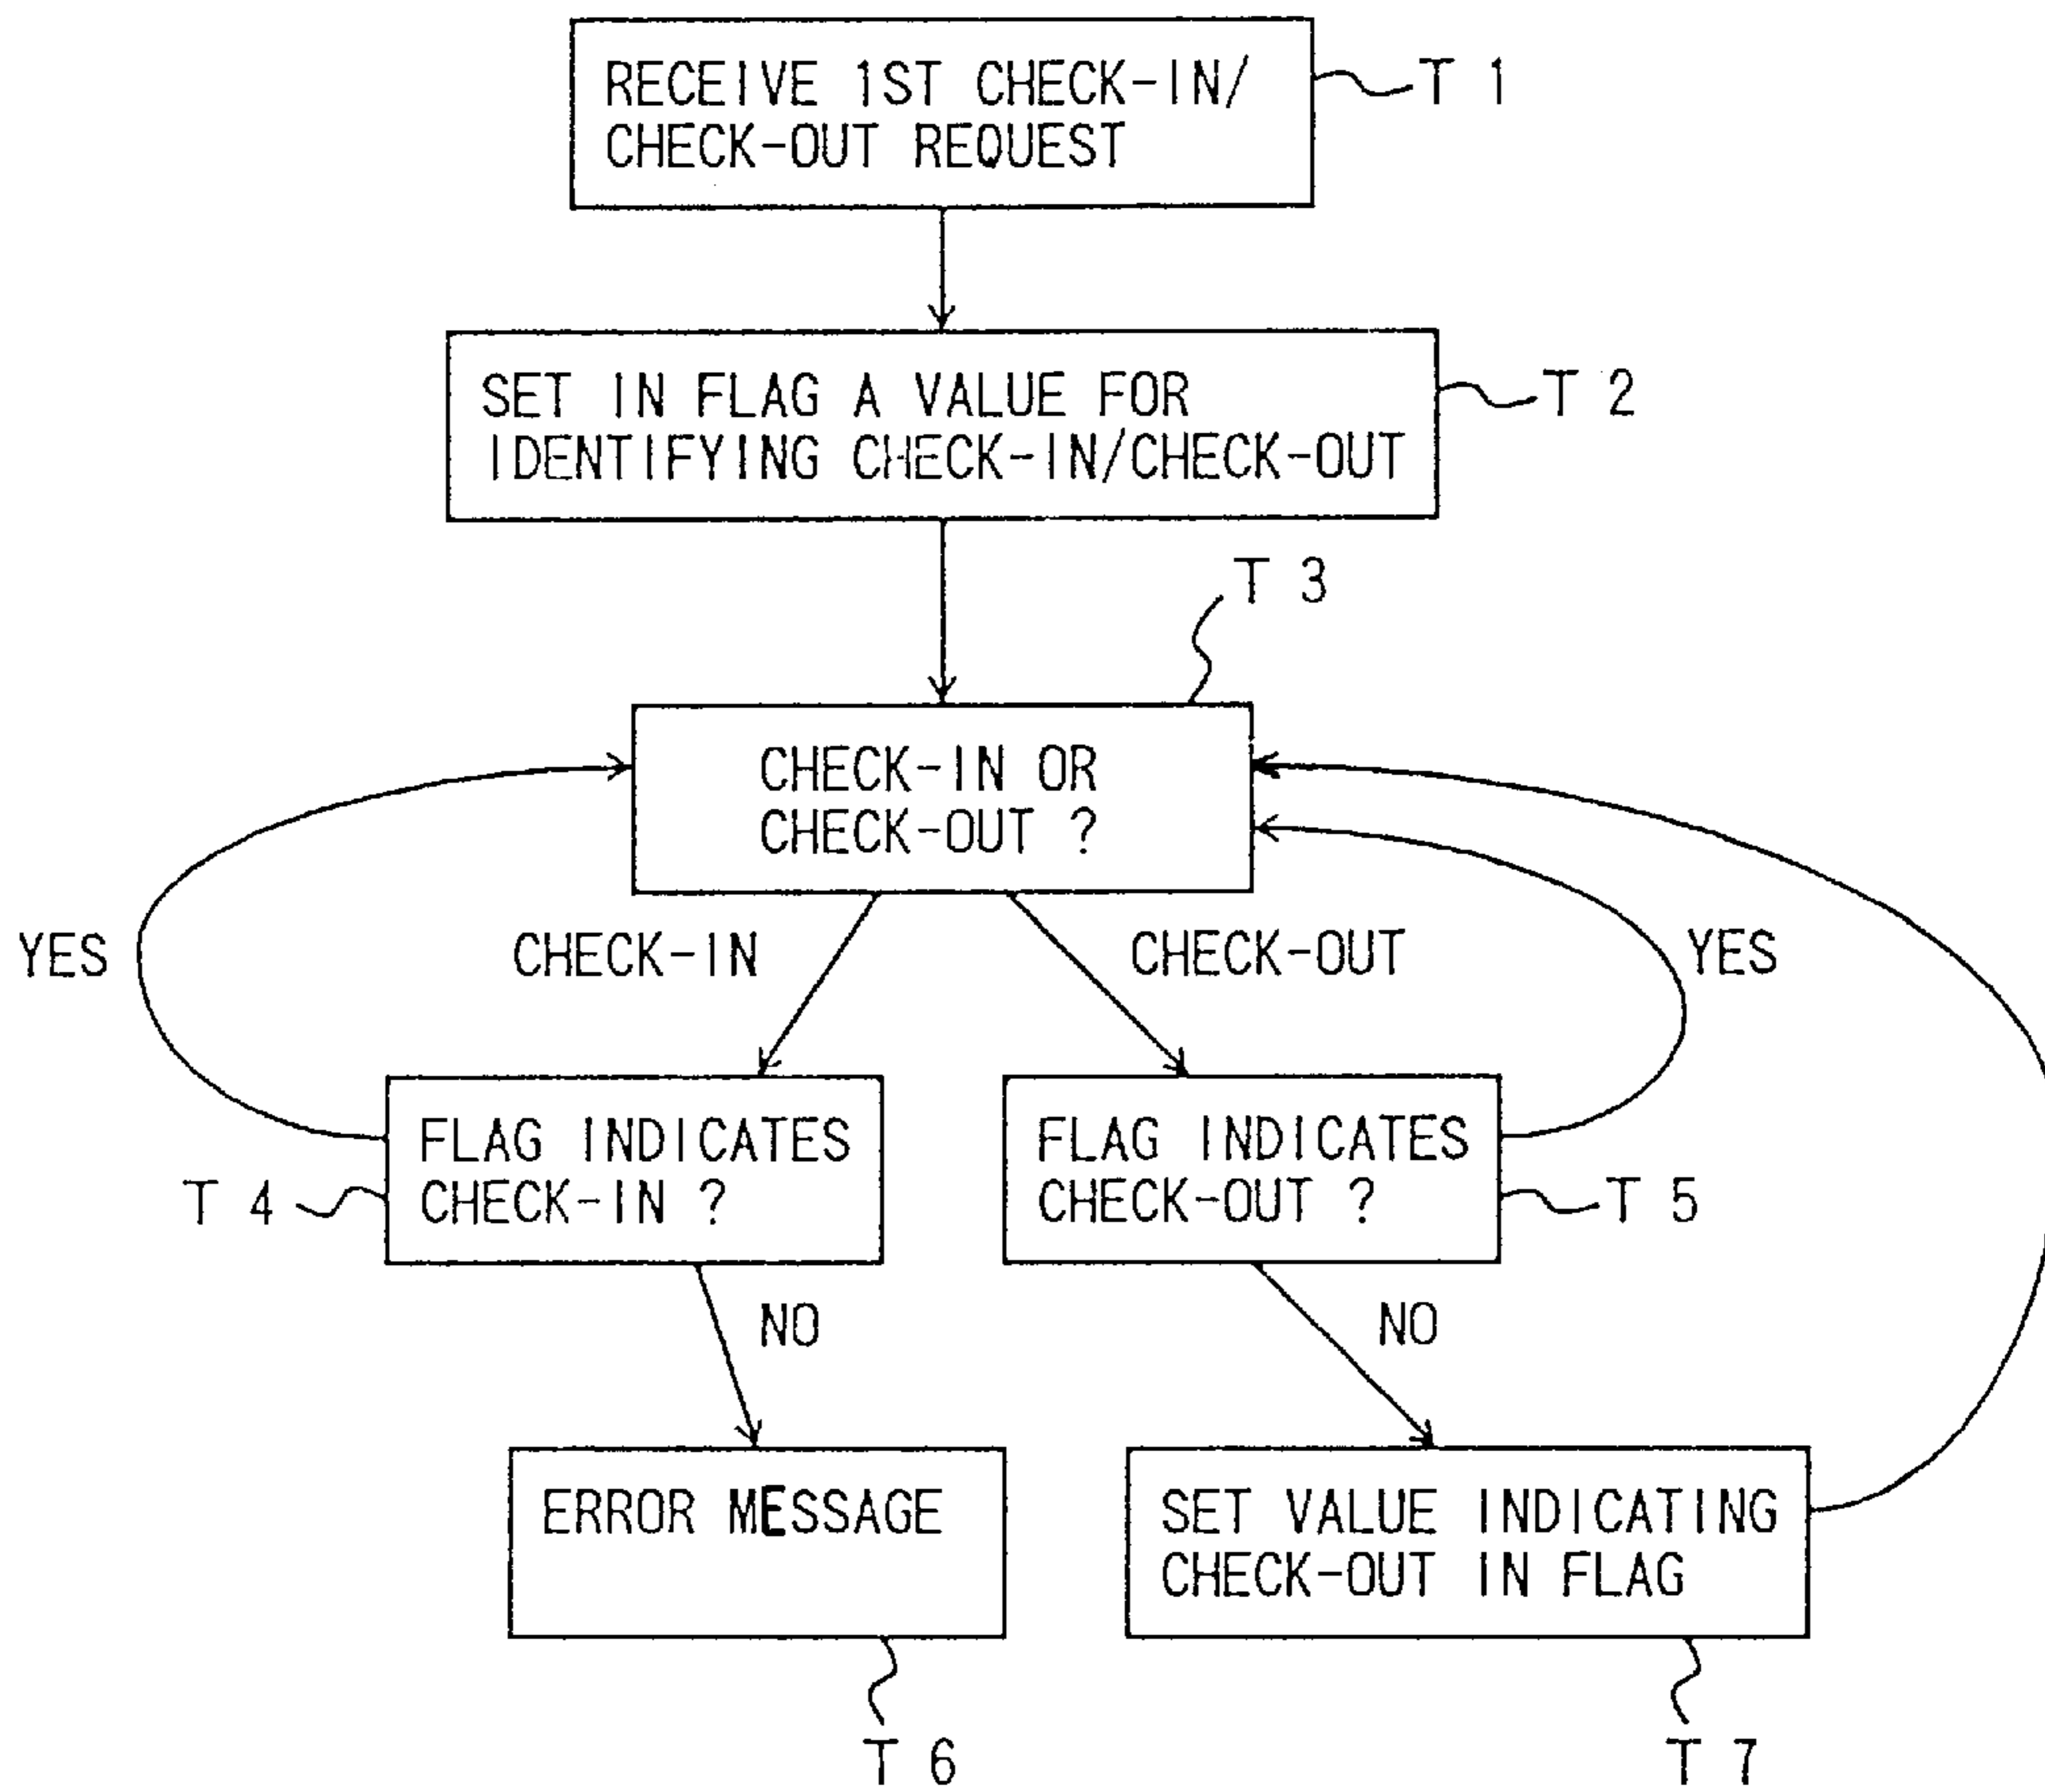 RECEIVE 1ST CHECK-IN/
CHECK-OUT REQUEST
T 1
SET IN FLAG A VALUE FOR
IDENTIFYING CHECK-IN/CHECK-OUT
T 2
T 3
CHECK-IN OR
CHECK-OUT ?
YES
CHECK-IN
CHECK-OUT
YES
FLAG INDICATES
CHECK-IN ?
T 4
FLAG INDICATES
CHECK-OUT ?
T 5
NO
NO
ERROR MESSAGE
SET VALUE INDICATING
CHECK-OUT IN FLAG
T 6
T 7